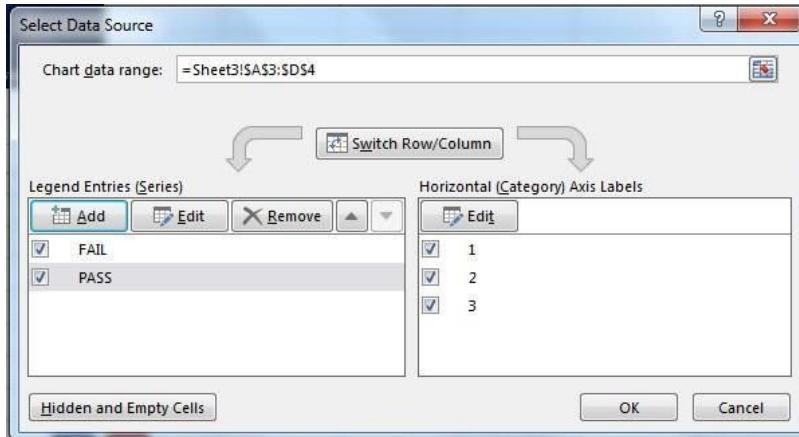 Select Data Source
?
X
Chart data range: =Sheet3!$A$3:$D$4
Switch Row/Column
Legend Entries (Series)
Horizontal (Category) Axis Labels
Add Edit Remove
Edit
FAIL
PASS
1
2
3
Hidden and Empty Cells
OK Cancel